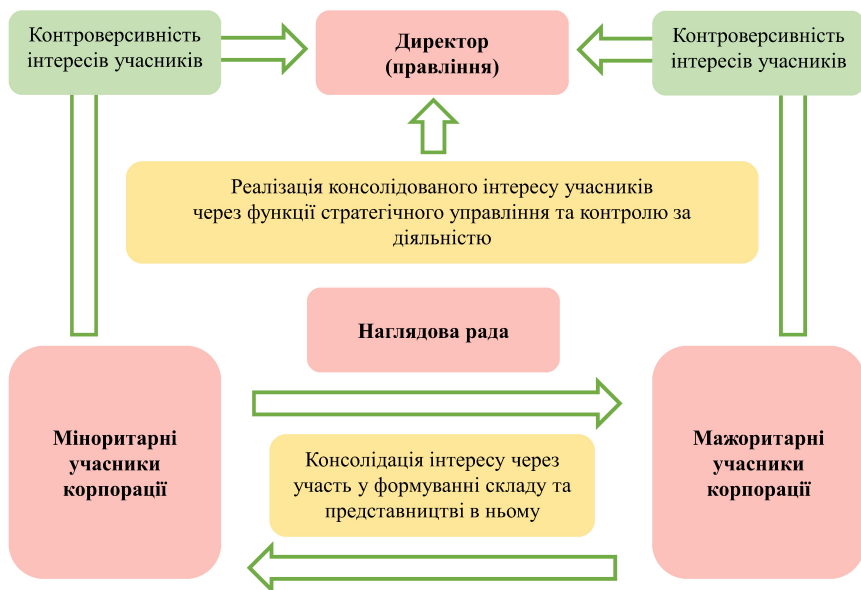 Контроверсивність
інтересів учасників
Директор
(правління)
Контроверсивність
інтересів учасників
Реалізація консолідованого інтересу учасників
через функції стратегічного управління та контролю за
діяльністю
Наглядова рада
Міноритарні
учасники
корпорації
Консолідація інтересу через
участь у формуванні складу та
представництві в ньому
Мажоритарні
учасники
корпорації